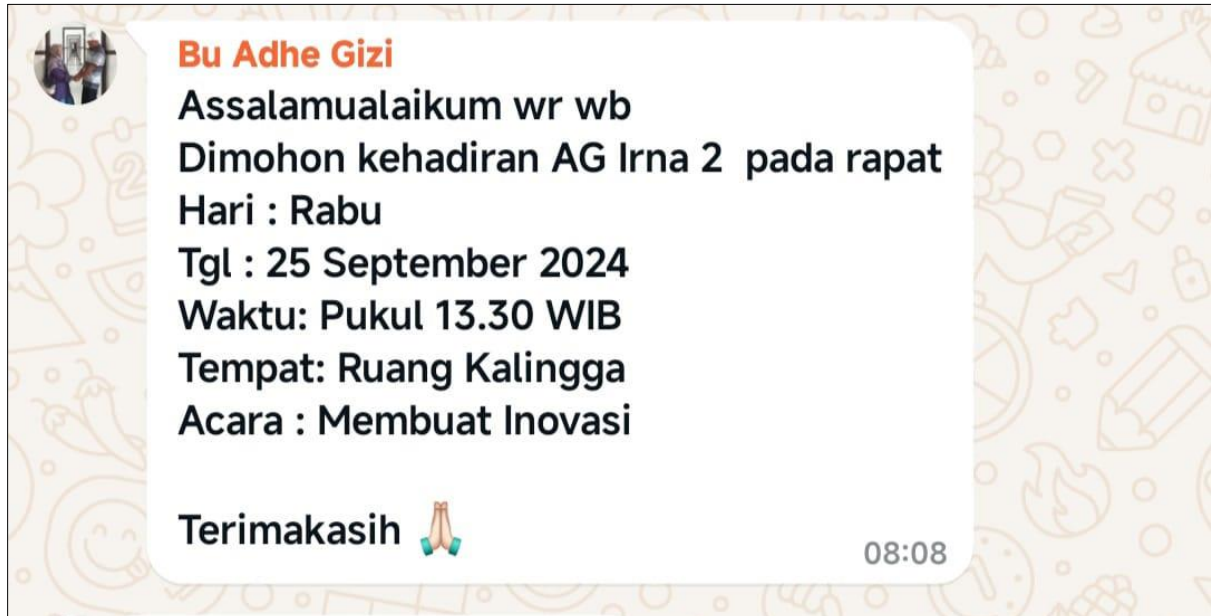 Bu Adhe Gizi
Assalamualaikum wr wb
Dimohon kehadiran AG Irna 2  pada rapat
Hari : Rabu
Tgl : 25 September 2024
Waktu: Pukul 13.30 WIB
Tempat: Ruang Kalingga
Acara : Membuat Inovasi
Terimakasih 🙏🏻
08:08